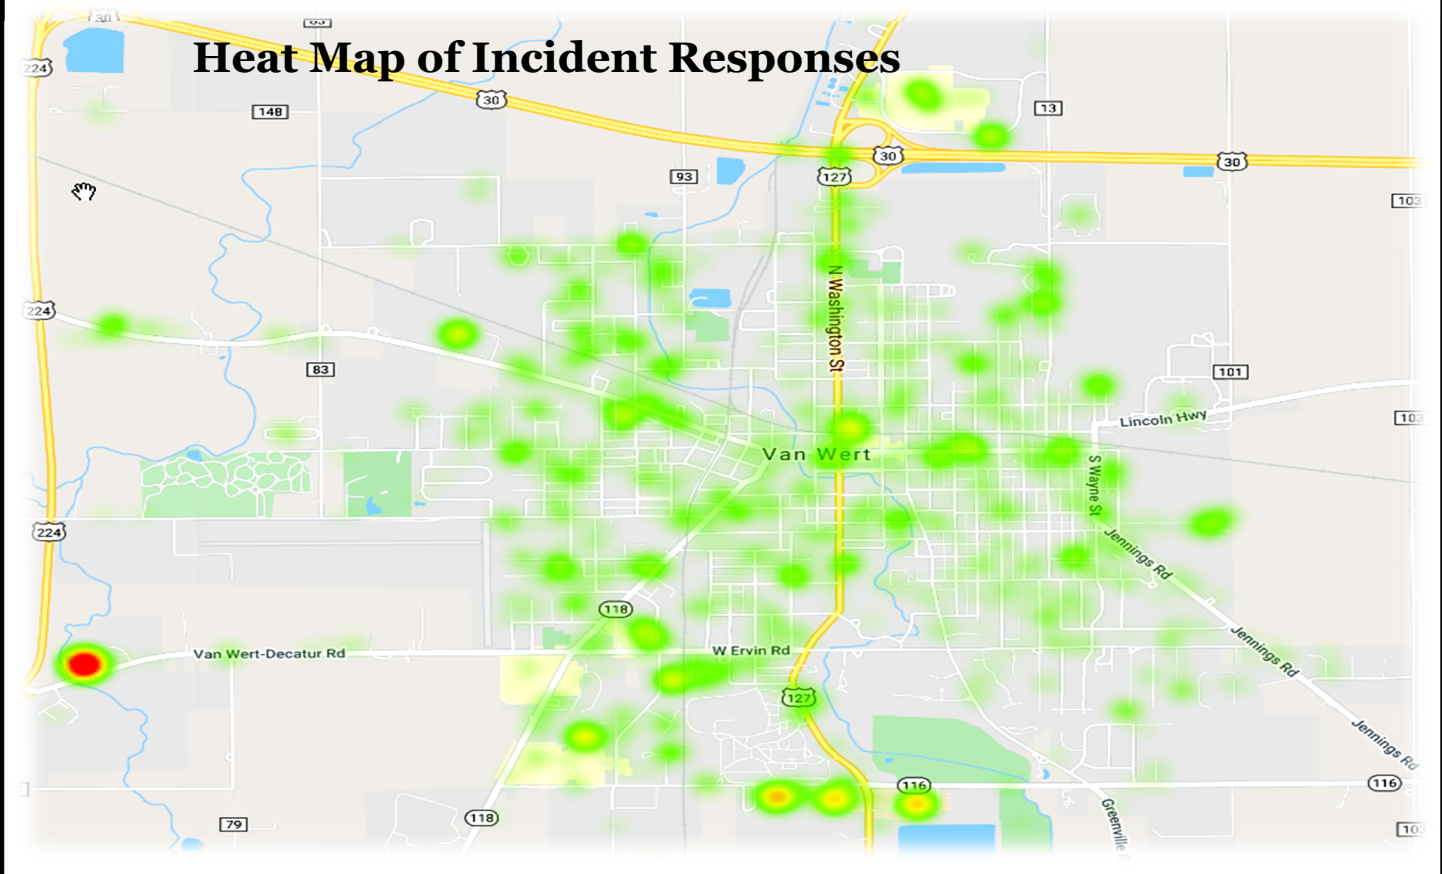 30
63
224
Heat Map of Incident Responses
30
148
13
30
30
93
127
103
N Washington St
224
83
101
Lincoln Hwy
103
Van Wert
S Wayne St
224
Jennings Rd
118
Van Wert-Decatur Rd
W Ervin Rd
Jennings Rd
127
Jennings Rd
116
116
Greenville R
79
118
103